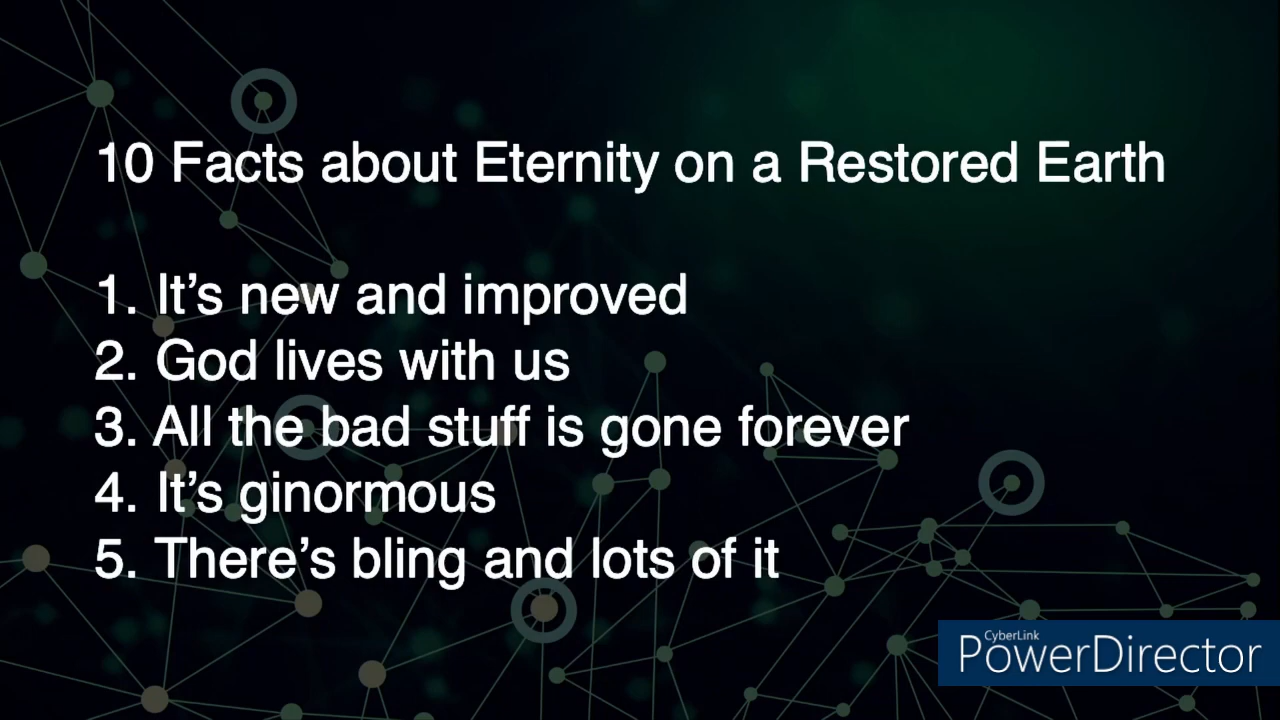 10 Facts about Eternity on a Restored Earth
1. It's new and improved
2. God lives with us
3. All the bad stuff is gone forever
4. It's ginormous
5. There's bling and lots of it
CyberLink
PowerDirector